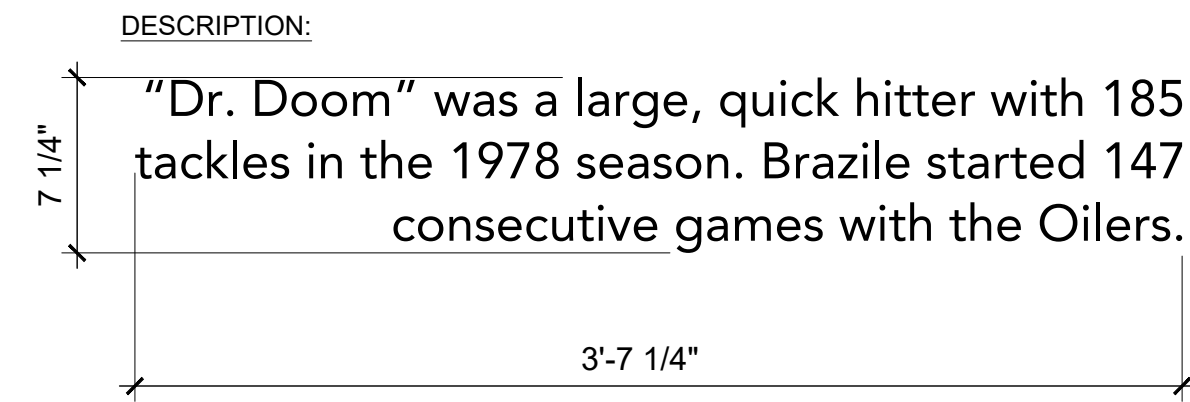 DESCRIPTION:
“Dr. Doom” was a large, quick hitter with 185
7 1/4"
tackles in the 1978 season. Brazile started 147
consecutive games with the Oilers.
3'-7 1/4"